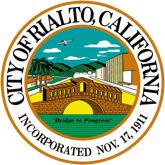 CITY OF RIALTO, CALIFORNIA
"Bridge to Progress"
INCORPORATED NOV. 17, 1911